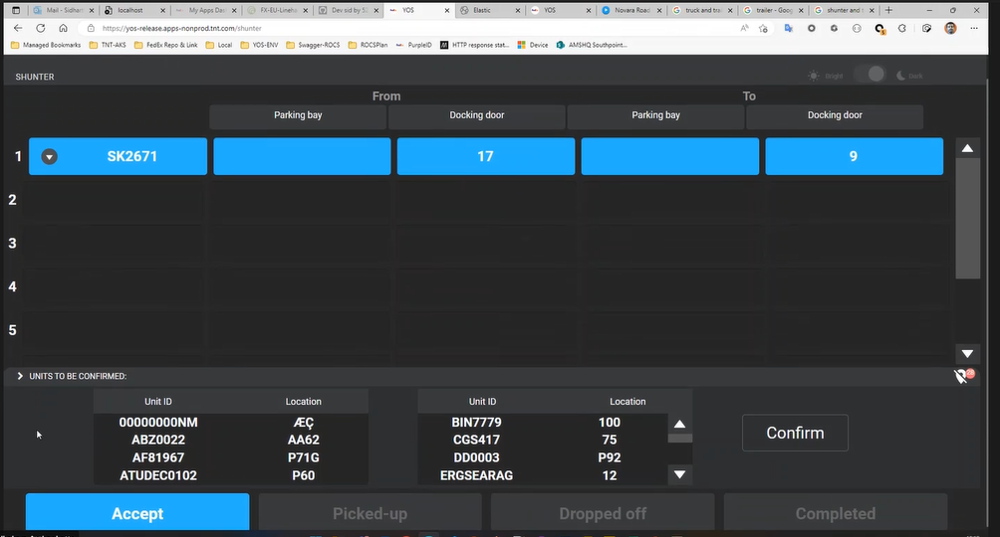 Mail - Sidhar
localhost
My Apps Das
FX-EU-Lineha
Dev sid by S
YOS
Elastic
YOS
Novara Road
truck and tra
trailer - Goog
shunter and t
https://yos-release.apps-nonprod.tnt.com/shunter
Managed Bookmarks
TNT-AKS
FedEx Repo & Link
Local
YOS-ENV
Swagger-ROCS
ROCSPlan
PurpleID
HTTP response stat...
Device
AMSHQ Southpoint...
SHUNTER
Bright
Dark
From
To
Parking bay
Docking door
Parking bay
Docking door
1
SK2671
17
9
2
3
4
5
UNITS TO BE CONFIRMED:
Unit ID
Location
Unit ID
Location
00000000NM
ÆÇ
BIN7779
100
ABZ0022
AA62
CGS417
75
AF81967
P71G
DD0003
P92
ATUDEC0102
P60
ERGSEARAG
12
Confirm
Accept
Picked-up
Dropped off
Completed